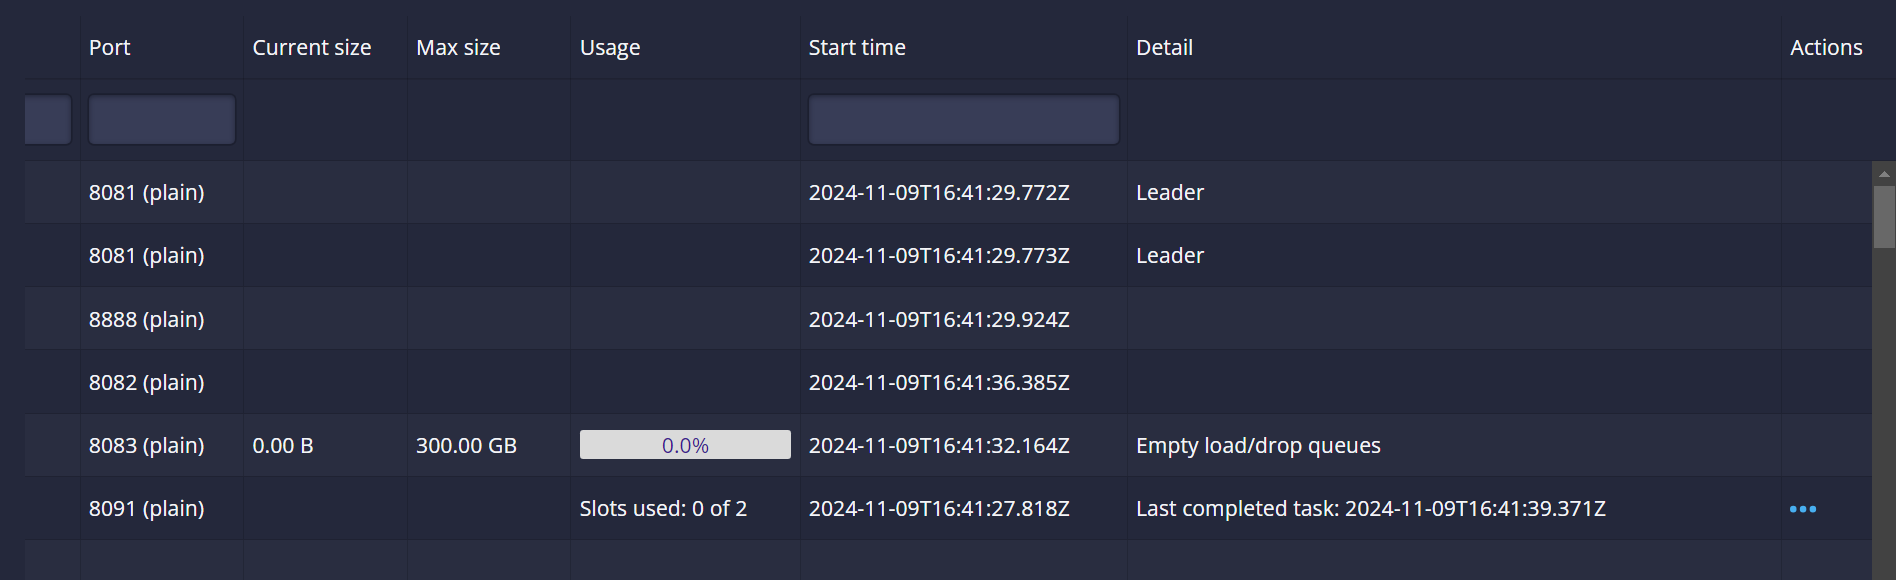 Port Current size Max size Usage Start time Detail Actions
8081 (plain) 2024-11-09T16:41:29.772Z Leader
8081 (plain) 2024-11-09T16:41:29.773Z Leader
8888 (plain) 2024-11-09T16:41:29.924Z
8082 (plain) 2024-11-09T16:41:36.385Z
8083 (plain) 0.00 B 300.00 GB 0.0% 2024-11-09T16:41:32.164Z Empty load/drop queues
8091 (plain) Slots used: 0 of 2 2024-11-09T16:41:27.818Z Last completed task: 2024-11-09T16:41:39.371Z